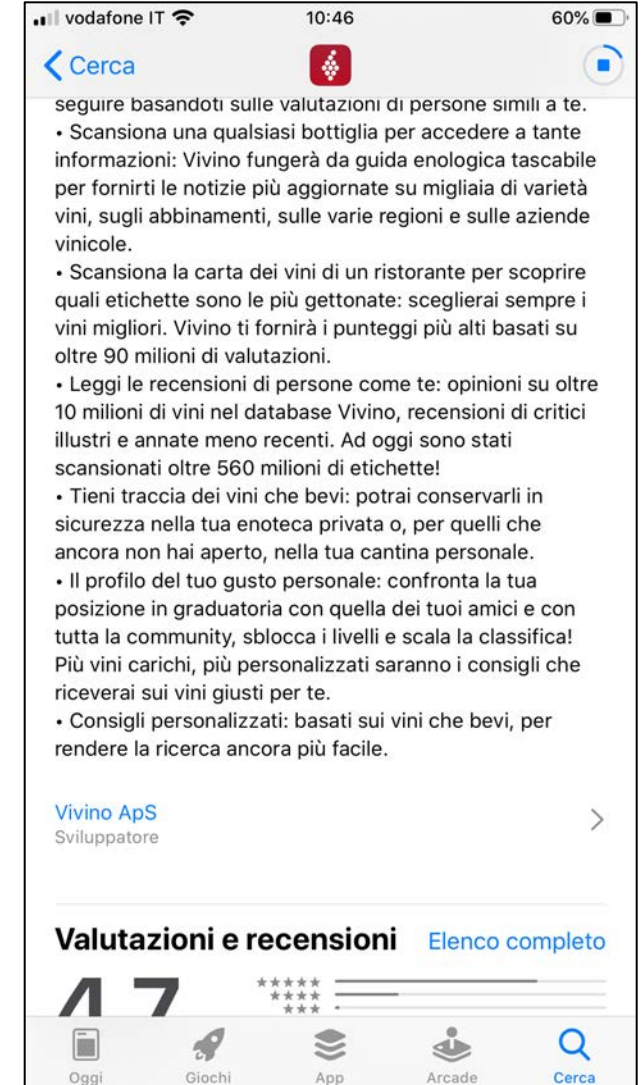 vodafone IT 10:46 60%
Cerca
seguire basandoti sulle valutazioni di persone simili a te.
• Scansiona una qualsiasi bottiglia per accedere a tante
informazioni: Vivino fungerà da guida enologica tascabile
per fornirti le notizie più aggiornate su migliaia di varietà
vini, sugli abbinamenti, sulle varie regioni e sulle aziende
vinicole.
• Scansiona la carta dei vini di un ristorante per scoprire
quali etichette sono le più gettonate: sceglierai sempre i
vini migliori. Vivino ti fornirà i punteggi più alti basati su
oltre 90 milioni di valutazioni.
• Leggi le recensioni di persone come te: opinioni su oltre
10 milioni di vini nel database Vivino, recensioni di critici
illustri e annate meno recenti. Ad oggi sono stati
scansionati oltre 560 milioni di etichette!
• Tieni traccia dei vini che bevi: potrai conservarli in
sicurezza nella tua enoteca privata o, per quelli che
ancora non hai aperto, nella tua cantina personale.
• Il profilo del tuo gusto personale: confronta la tua
posizione in graduatoria con quella dei tuoi amici e con
tutta la community, sblocca i livelli e scala la classifica!
Più vini carichi, più personalizzati saranno i consigli che
riceverai sui vini giusti per te.
• Consigli personalizzati: basati sui vini che bevi, per
rendere la ricerca ancora più facile.
Vivino ApS
Sviluppatore
Valutazioni e recensioni Elenco completo
4,7
Oggi Giochi App Arcade Cerca